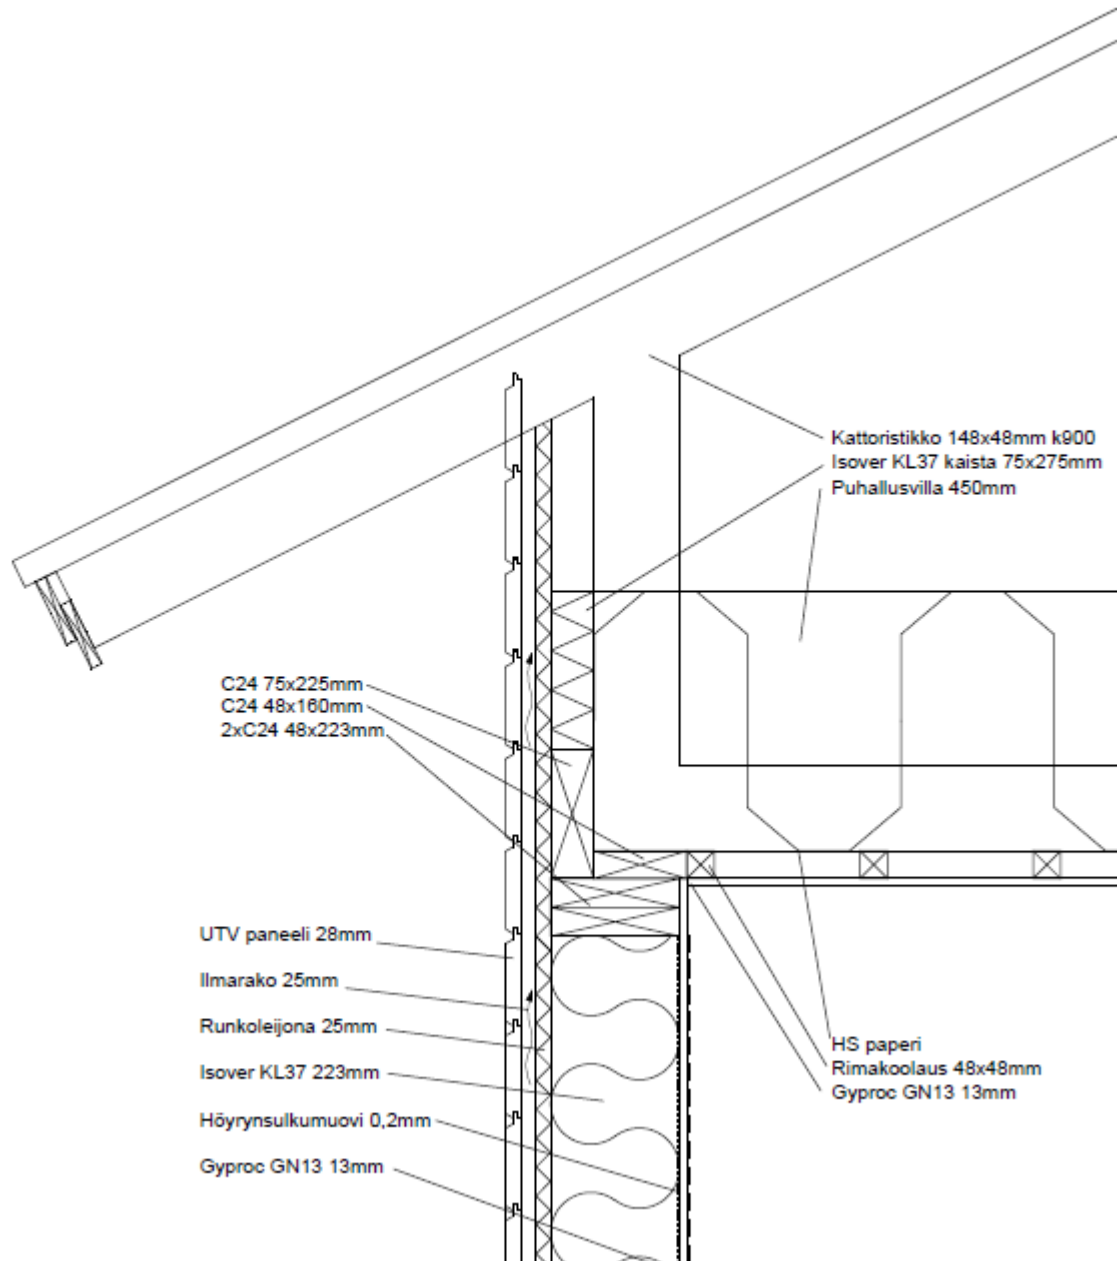 Kattoristikko 148x48mm k900
Isover KL37 kaista 75x275mm
Puhallusvilla 450mm
C24 75x225mm
C24 48x160mm
2xC24 48x223mm
UTV paneeli 28mm
Ilmarako 25mm
Runkoleijona 25mm
Isover KL37 223mm
Höyrynsulkumuovi 0,2mm
Gyproc GN13 13mm
HS paperi
Rimakoolaus 48x48mm
Gyproc GN13 13mm